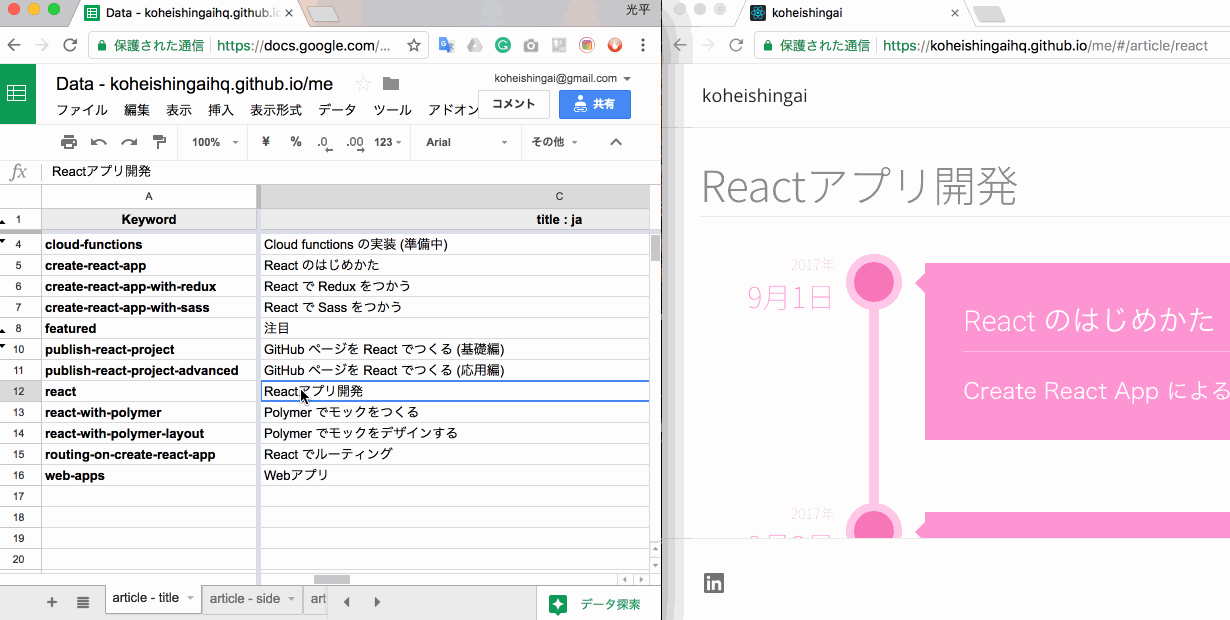 Data - koheishingaihq.github.io
光平
保護された通信
https://docs.google.com/...
Data - koheishingaihq.github.io/me
koheishingai@gmail.com
ファイル 編集 表示 挿入 表示形式 データ ツール アドオン
コメント
共有
100%
¥ % .0 .00 123
Arial
その他
fx Reactアプリ開発
A C
1 Keyword title : ja
4 cloud-functions Cloud functions の実装 (準備中)
5 create-react-app React のはじめかた
6 create-react-app-with-redux React で Redux をつかう
7 create-react-app-with-sass React で Sass をつかう
8 featured 注目
10 publish-react-project GitHub ページを React でつくる (基礎編)
11 publish-react-project-advanced GitHub ページを React でつくる (応用編)
12 react Reactアプリ開発
13 react-with-polymer Polymer でモックをつくる
14 react-with-polymer-layout Polymer でモックをデザインする
15 routing-on-create-react-app React でルーティング
16 web-apps Webアプリ
17
18
19
20
article - title
article - side
art
データ探索
koheishingai
保護された通信
https://koheishingaihq.github.io/me/#/article/react
koheishingai
Reactアプリ開発
2017年
9月1日
React のはじめかた
Create React App による
2017年
in